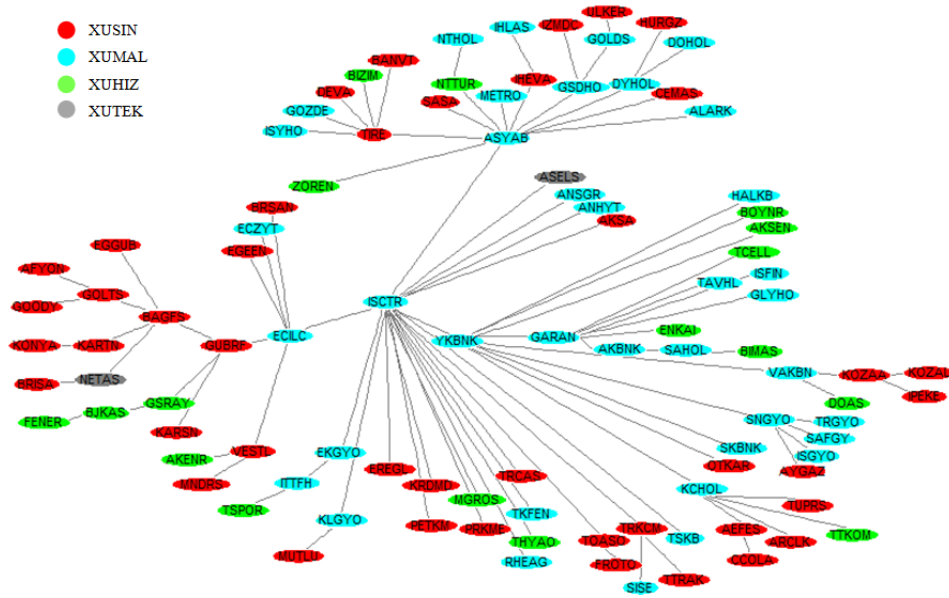 XUSIN
XUMAL
XUHIZ
XUTEK
ULKER
IHLAS
IZMDC
HURGZ
NTHOL
GOLDS
DOHOL
BANVT
BIZIM
IHEVA
NTTUR
GSDHO
DYHOL
DEVA
METRO
CEMAS
SASA
GOZDE
ALARK
ISYHO
TIRE
ASYAB
ASELS
ZOREN
ANSGR
HALKB
BRSAN
ANHYT
BOYNR
AKSA
ECZYT
AKSEN
EGGUB
EGEEN
TCELL
AFYON
ISFIN
TAVHL
GOLTS
GLYHO
GOODY
ISCTR
BAGFS
ENKAI
ECILC
YKBNK
GARAN
KONYA
KARTN
GUBRF
AKBNK
SAHOL
BIMAS
VAKBN
KOZAA
KOZAL
BRISA
NETAS
IPEKE
GSRAY
DOAS
BJKAS
FENER
SNGYO
TRGYO
KARSN
SAFGY
SKBNK
ISGYO
VESTL
EKGYO
AKENR
OTKAR
AYGAZ
EREGL
TRCAS
MNDRS
ITTFH
KRDMD
KCHOL
MGROS
TUPRS
TSPOR
TKFEN
KLGYO
PETKM
PRKME
TRKCM
AEFES
TTKOM
THYAO
TOASO
TSKB
ARCLK
MUTLU
RHEAG
FROTO
CCOLA
TTRAK
SISE